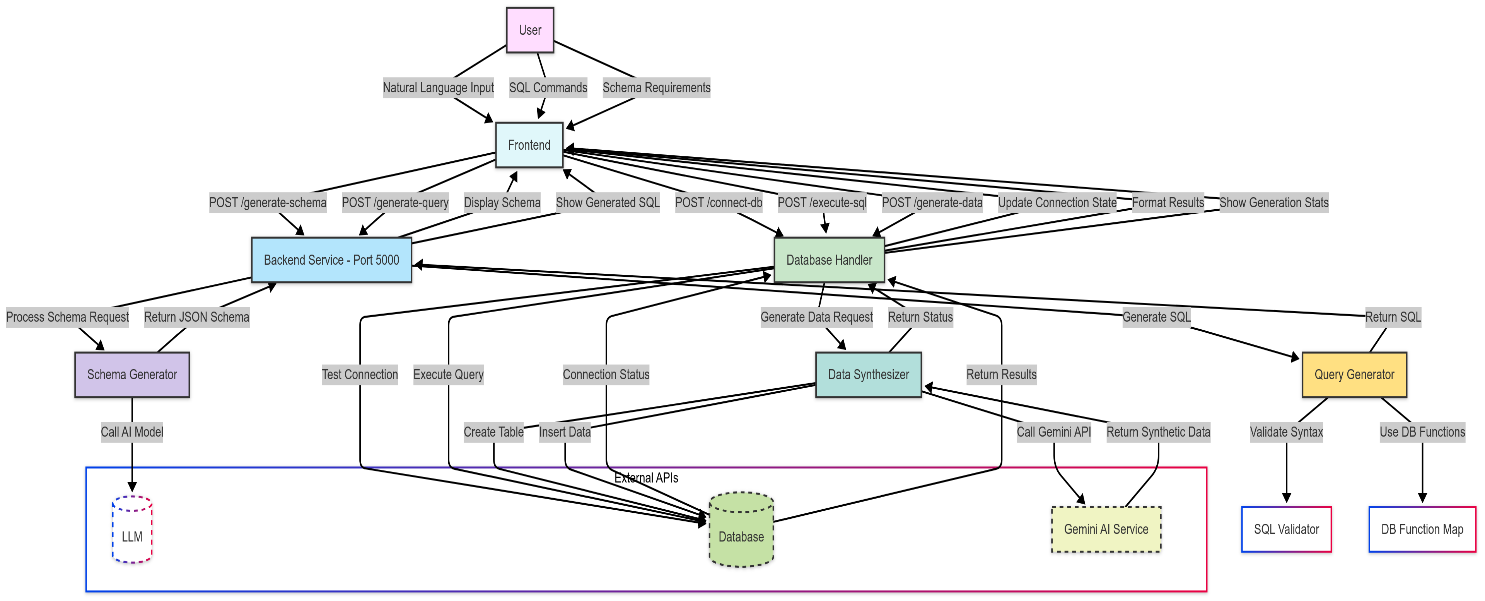 User
Natural Language Input
SQL Commands
Schema Requirements
Frontend
POST /generate-schema
POST /generate-query
Display Schema
Show Generated SQL
POST /connect-db
POST /execute-sql
POST /generate-data
Update Connection State
Format Results
Show Generation Stats
Backend Service - Port 5000
Database Handler
Process Schema Request
Return JSON Schema
Generate Data Request
Return Status
Generate SQL
Return SQL
Schema Generator
Test Connection
Execute Query
Connection Status
Data Synthesizer
Return Results
Query Generator
Call AI Model
Create Table
Insert Data
Call Gemini API
Return Synthetic Data
Validate Syntax
Use DB Functions
External APIs
LLM
Database
Gemini AI Service
SQL Validator
DB Function Map